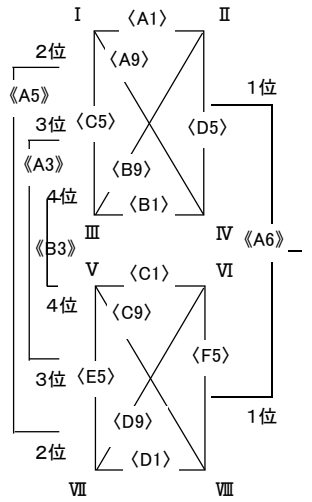 Ⅰ 〈A1〉 Ⅱ
2位 〈A9〉
《A5》 1位
3位 〈C5〉 〈D5〉
《A3》
〈B9〉
4位 〈B1〉
Ⅲ Ⅳ 《A6》
《B3》
Ⅴ 〈C1〉 Ⅵ
4位 〈C9〉
〈F5〉
3位 〈E5〉
1位
〈D9〉
2位 〈D1〉
Ⅶ Ⅷ